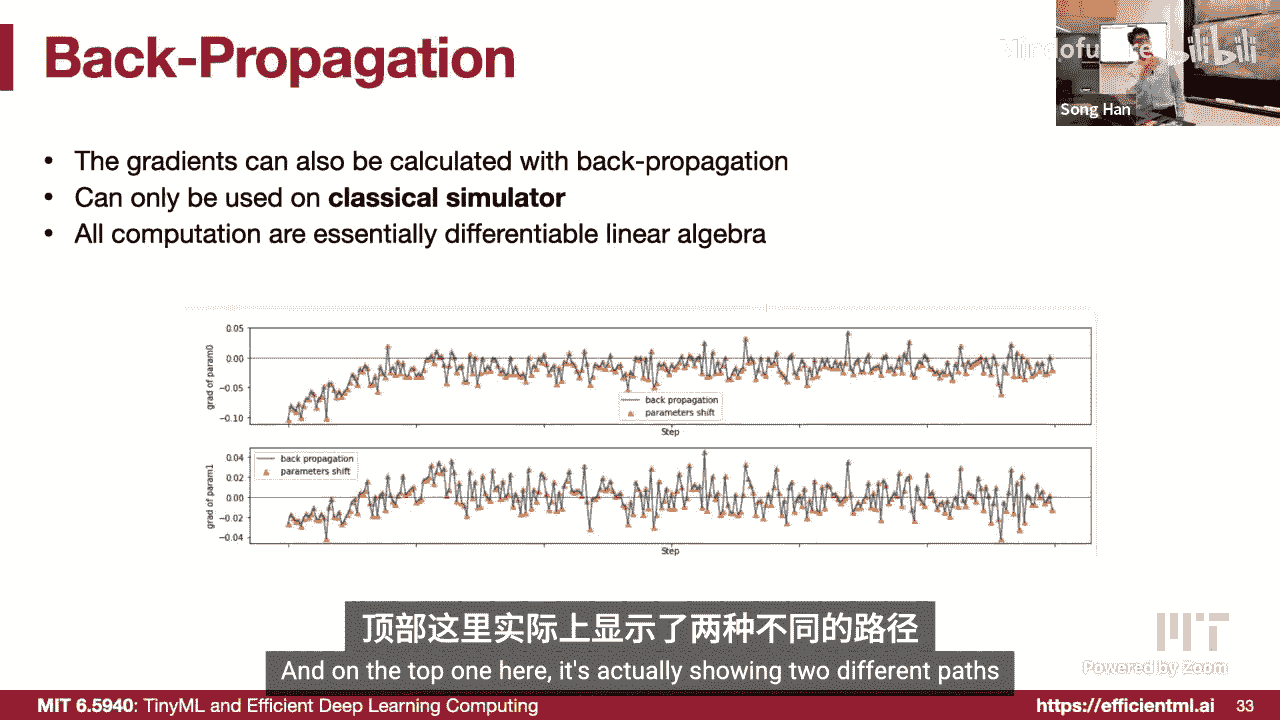 Back-Propagation
Song Han
bilibili
• The gradients can also be calculated with back-propagation
• Can only be used on classical simulator
• All computation are essentially differentiable linear algebra
0.05
0.00
−0.05
−0.10
grad of param0
back propagation
parameters shift
Step
0.04
0.02
0.00
−0.02
−0.04
grad of param1
back propagation
parameters shift
Step
顶部这里实际上显示了两种不同的路径
And on the top one here, it's actually showing two different paths
MIT
Powered by Zoom
MIT 6.5940: TinyML and Efficient Deep Learning Computing
https://efficientml.ai
33